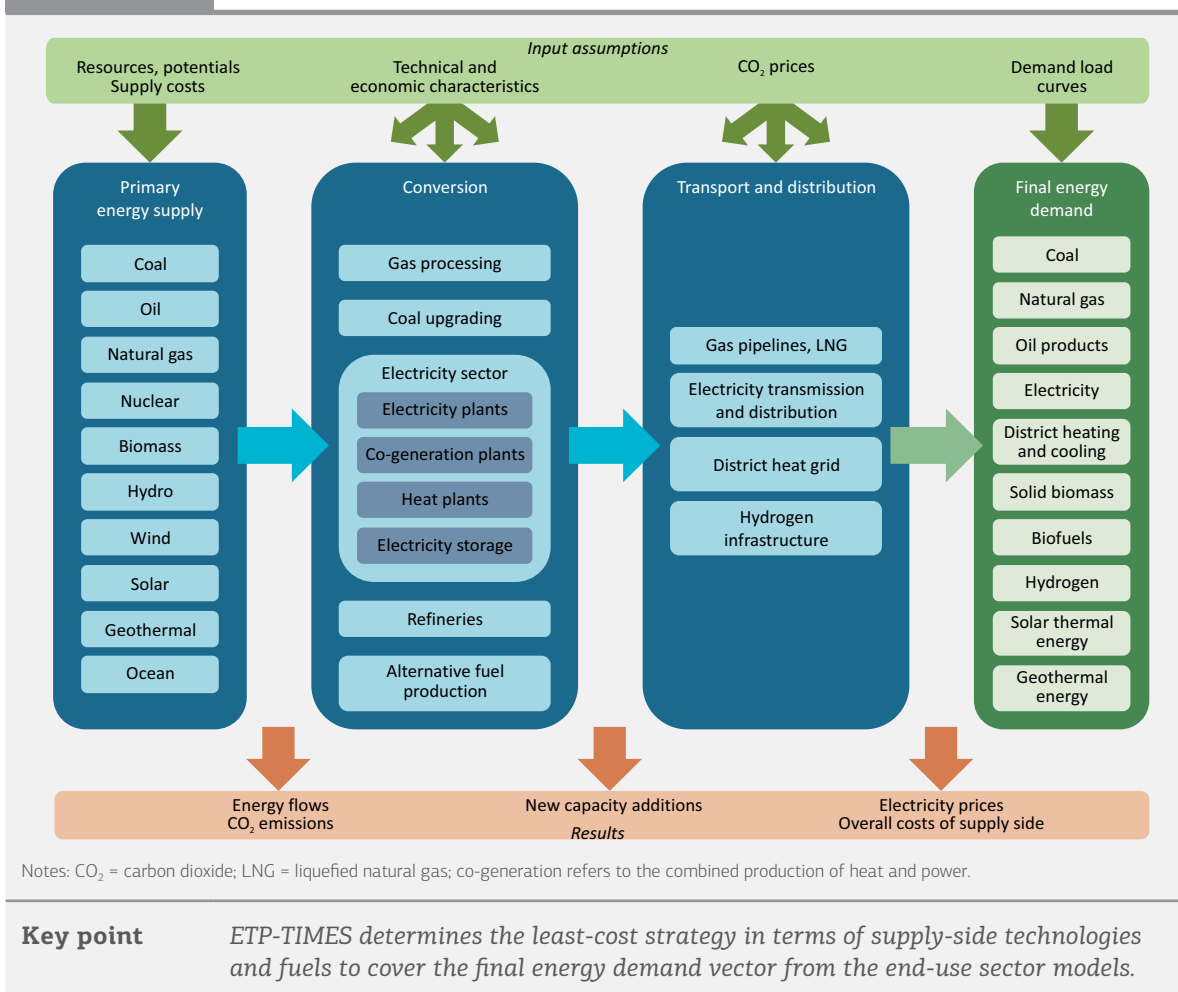 Input assumptions
Resources, potentials
Supply costs
Technical and
economic characteristics
CO₂ prices
Demand load
curves
Primary
energy supply
Coal
Oil
Natural gas
Nuclear
Biomass
Hydro
Wind
Solar
Geothermal
Ocean
Conversion
Gas processing
Coal upgrading
Electricity sector
Electricity plants
Co-generation plants
Heat plants
Electricity storage
Refineries
Alternative fuel
production
Transport and distribution
Gas pipelines, LNG
Electricity transmission
and distribution
District heat grid
Hydrogen
infrastructure
Final energy
demand
Coal
Natural gas
Oil products
Electricity
District heating
and cooling
Solid biomass
Biofuels
Hydrogen
Solar thermal
energy
Geothermal
energy
Energy flows
CO₂ emissions
New capacity additions
Results
Electricity prices
Overall costs of supply side
Notes: CO₂ = carbon dioxide; LNG = liquefied natural gas; co-generation refers to the combined production of heat and power.
Key point
ETP-TIMES determines the least-cost strategy in terms of supply-side technologies
and fuels to cover the final energy demand vector from the end-use sector models.